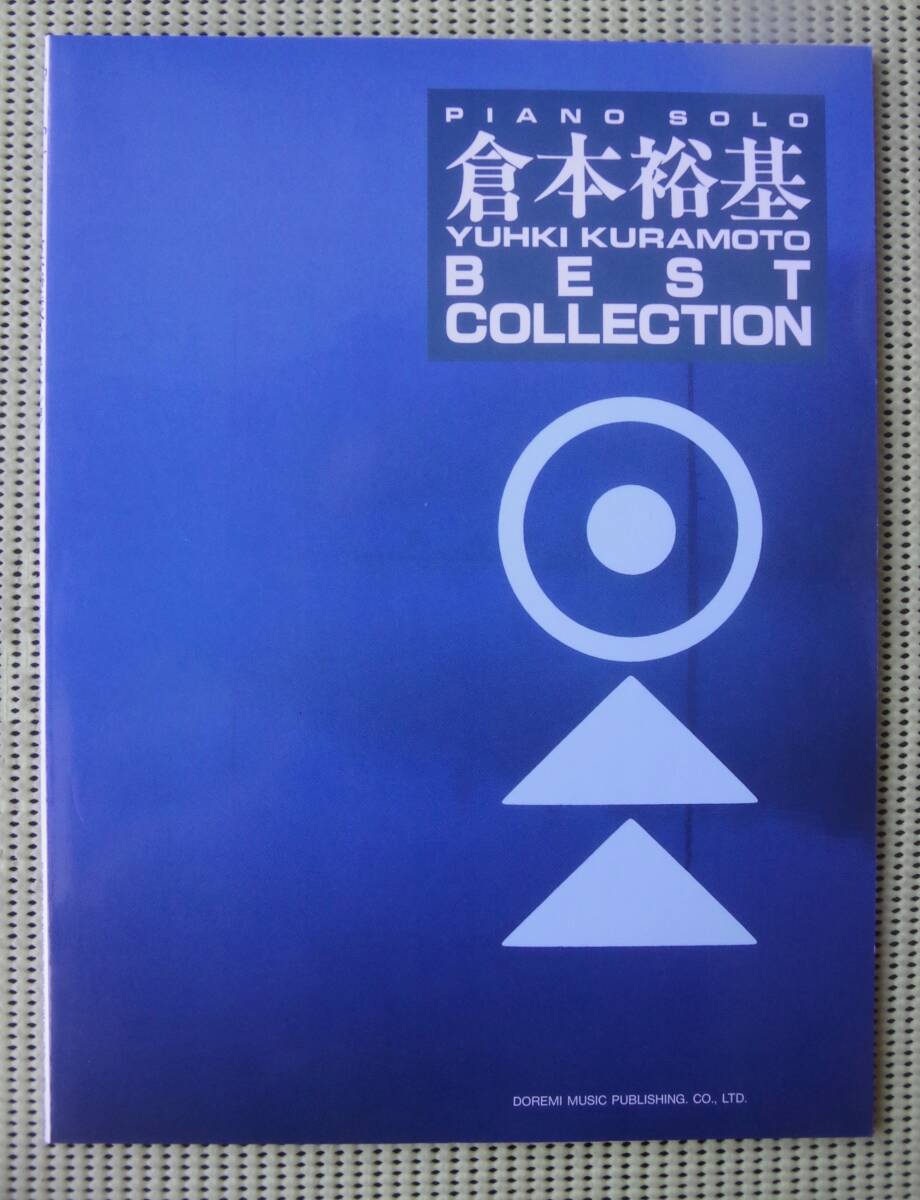 PIANO SOLO
倉本裕基
YUHKI KURAMOTO
BEST
COLLECTION
DOREMI MUSIC PUBLISHING. CO., LTD.